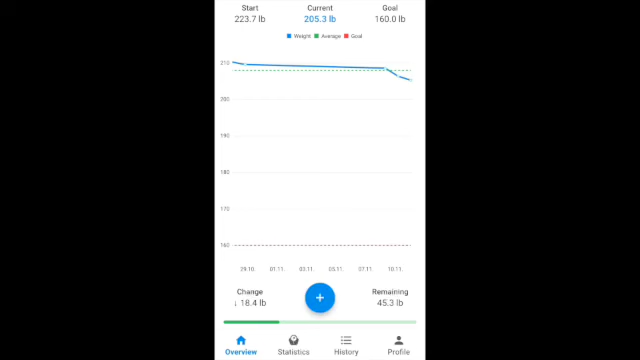 Start Current Goal
223.7 lb 205.3 lb 160.0 lb
Weight Average Goal
210
200
190
180
170
160
29.10. 01.11. 03.11. 05.11. 07.11. 10.11.
Change Remaining
↓ 18.4 lb + 45.3 lb
Overview Statistics History Profile